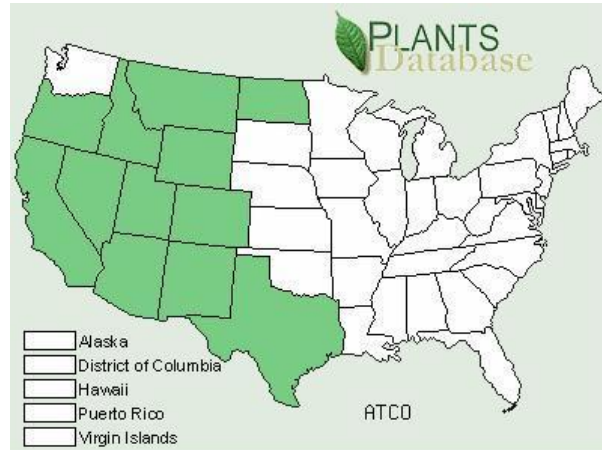 PLANTS
Database
Alaska
District of Columbia
Hawaii
Puerto Rico
Virgin Islands
ATCO